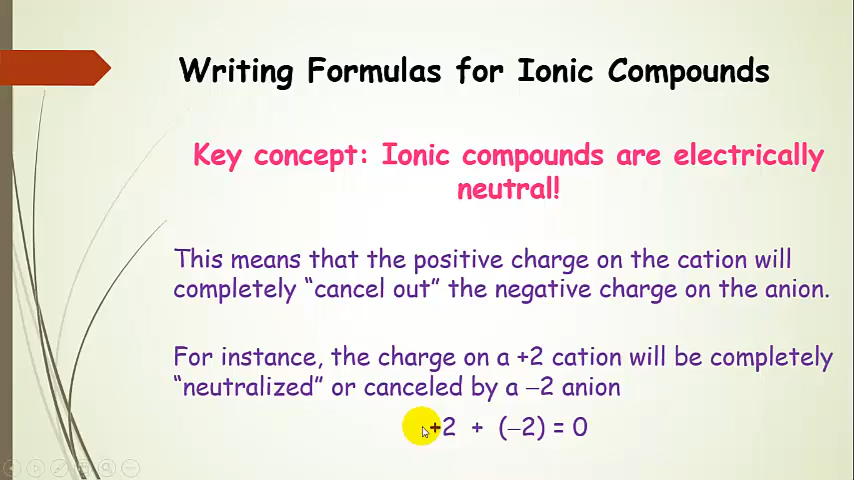 Writing Formulas for Ionic Compounds
Key concept: Ionic compounds are electrically
neutral!
This means that the positive charge on the cation will
completely “cancel out” the negative charge on the anion.
For instance, the charge on a +2 cation will be completely
“neutralized” or canceled by a −2 anion
+2 + (−2) = 0